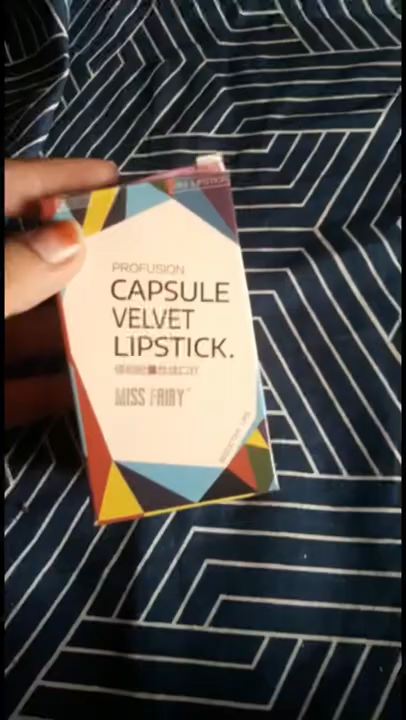 PROFUSION
CAPSULE
VELVET
LIPSTICK.
MISS FAIRY